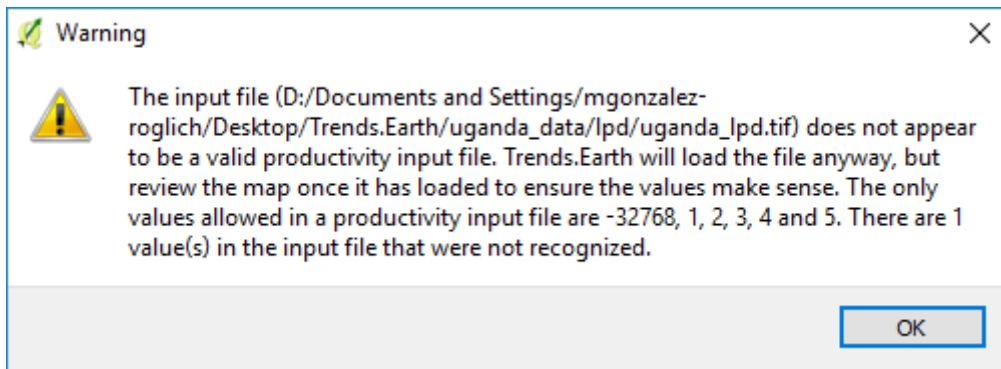 Warning
The input file (D:/Documents and Settings/mgonzalez-
roglich/Desktop/Trends.Earth/uganda_data/lpd/uganda_lpd.tif) does not appear
to be a valid productivity input file. Trends.Earth will load the file anyway, but
review the map once it has loaded to ensure the values make sense. The only
values allowed in a productivity input file are -32768, 1, 2, 3, 4 and 5. There are 1
value(s) in the input file that were not recognized.
OK